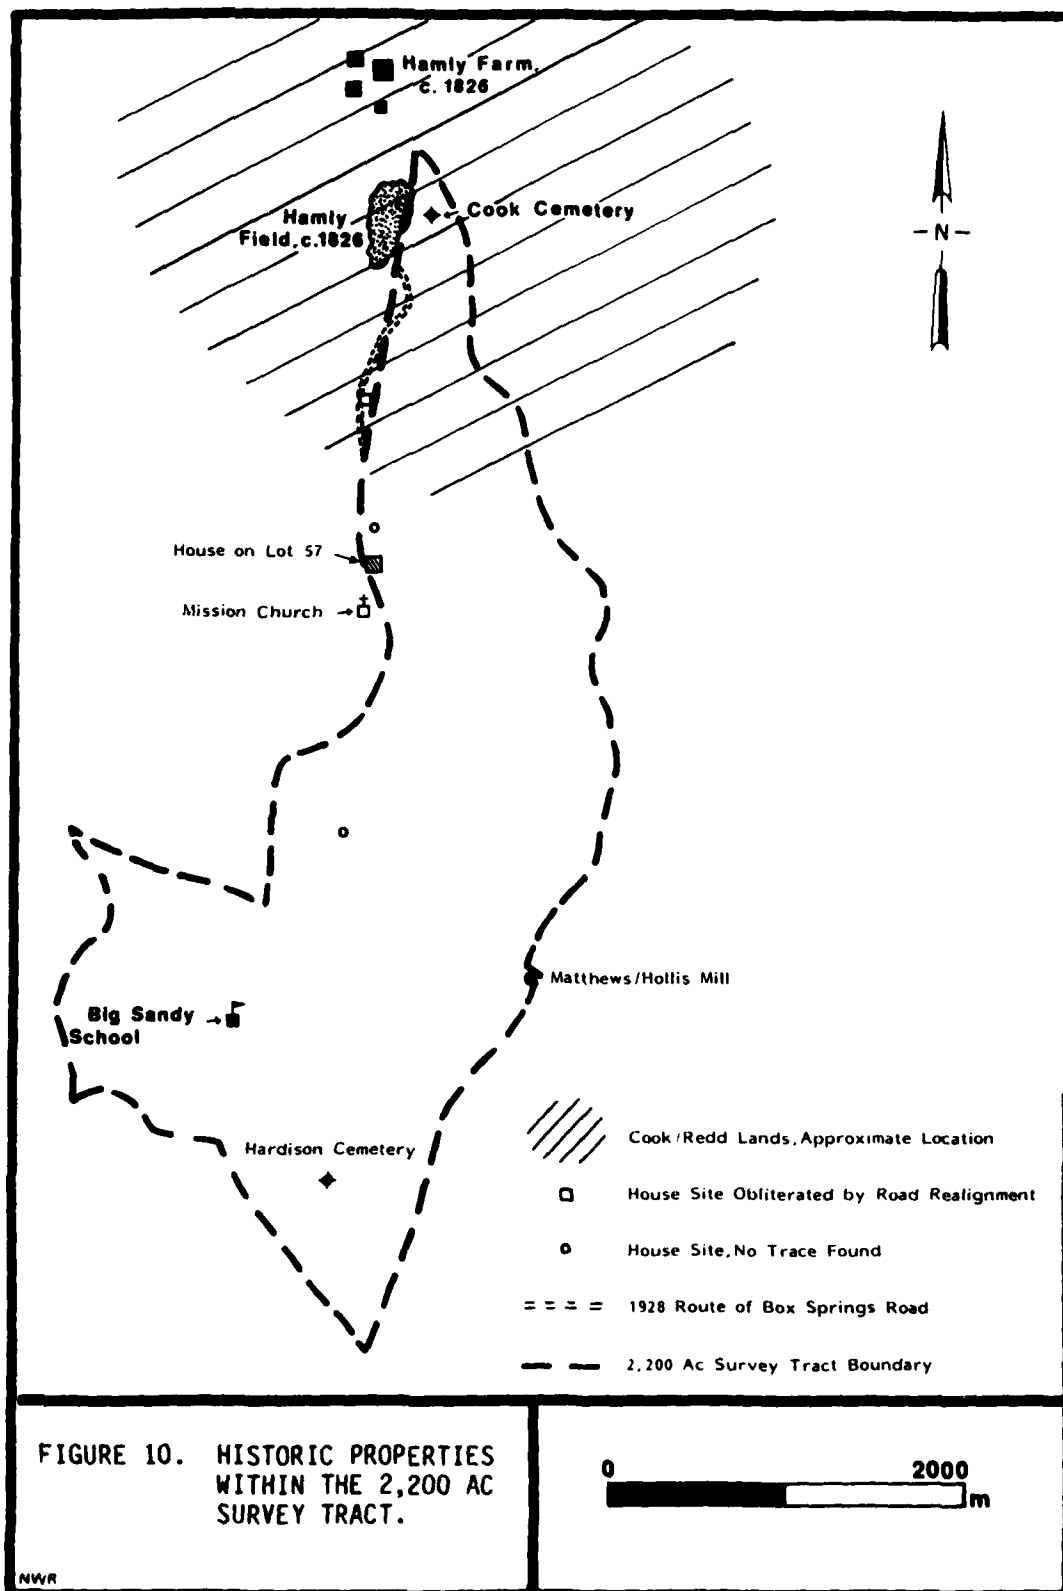 Hamly Farm,
c. 1826
Hamly
Field, c.1826
Cook Cemetery
-N-
House on Lot 57
Mission Church
Matthews/Hollis Mill
Big Sandy
School
Hardison Cemetery
Cook/Redd Lands, Approximate Location
House Site Obliterated by Road Realignment
House Site, No Trace Found
1928 Route of Box Springs Road
2,200 Ac Survey Tract Boundary
FIGURE 10. HISTORIC PROPERTIES
WITHIN THE 2,200 AC
SURVEY TRACT.
0 2000
m
NWR